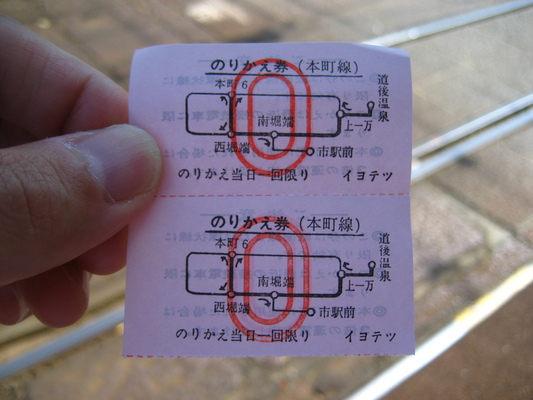 のりかえ券(本町線)
本町6
道後温泉
南堀端
上一万
西堀端
市駅前
のりかえ当日一回限り イヨテツ
のりかえ券(本町線)
本町6
道後温泉
南堀端
上一万
西堀端
市駅前
のりかえ当日一回限り イヨテツ